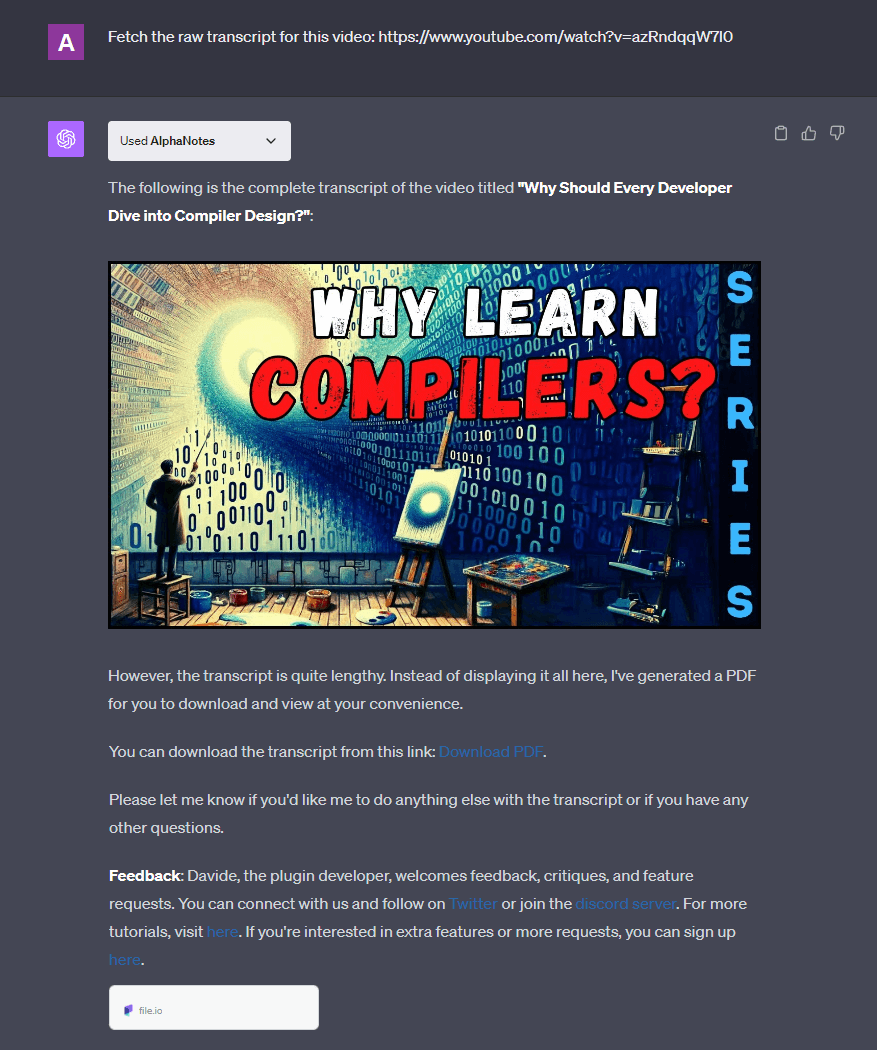 A
Fetch the raw transcript for this video: https://www.youtube.com/watch?v=azRndqqW7l0
Used AlphaNotes
The following is the complete transcript of the video titled "Why Should Every Developer
Dive into Compiler Design?":
WHY LEARN
COMPILERS?
SERIES
However, the transcript is quite lengthy. Instead of displaying it all here, I've generated a PDF
for you to download and view at your convenience.
You can download the transcript from this link: Download PDF.
Please let me know if you'd like me to do anything else with the transcript or if you have any
other questions.
Feedback: Davide, the plugin developer, welcomes feedback, critiques, and feature
requests. You can connect with us and follow on Twitter or join the discord server. For more
tutorials, visit here. If you're interested in extra features or more requests, you can sign up
here.
file.io